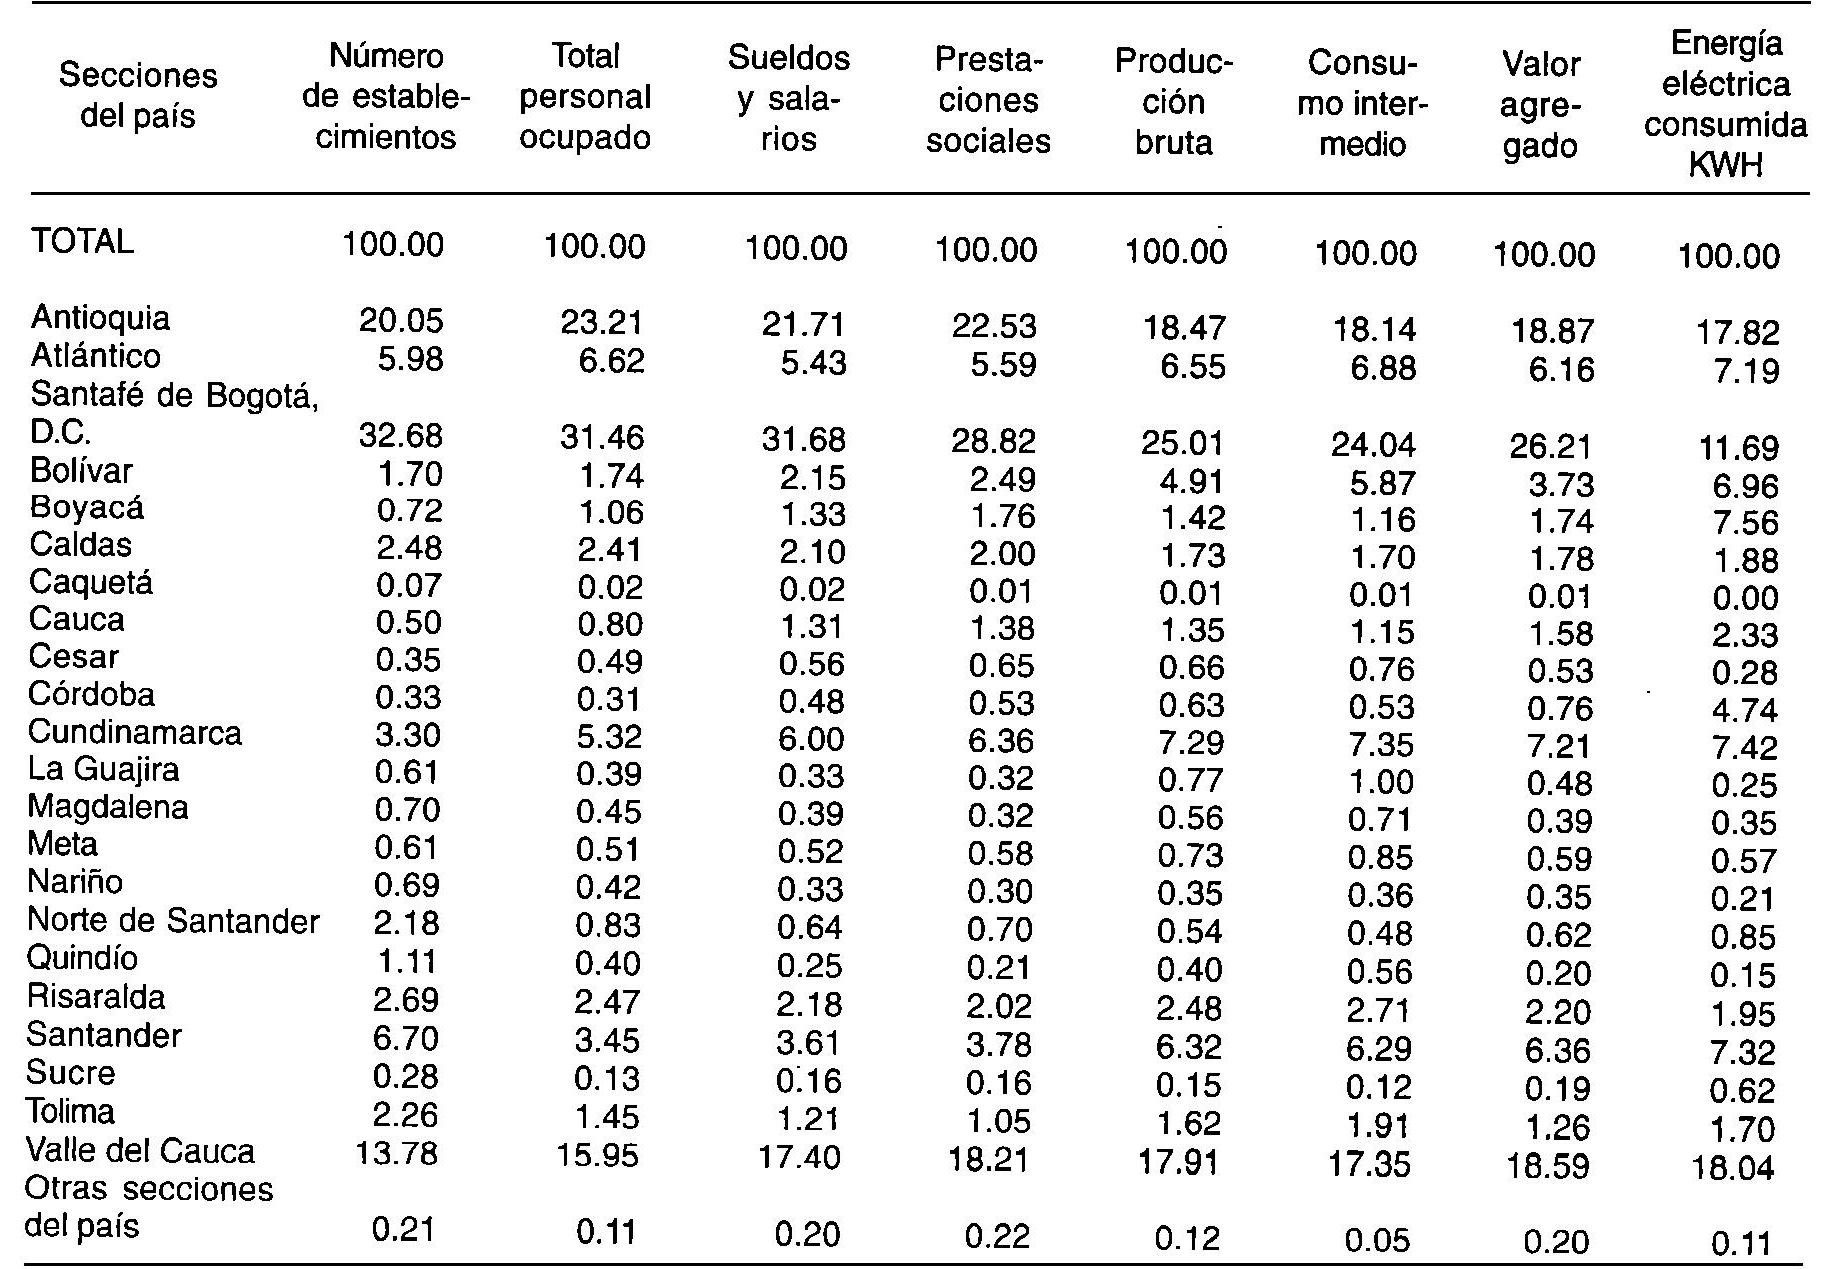 Secciones del país Número de estable- cimientos Total personal ocupado Sueldos y sala- rios Presta- ciones sociales Produc- ción bruta Consu- mo inter- medio Valor agre- gado Energía eléctrica consumida KWH
TOTAL 100.00 100.00 100.00 100.00 100.00 100.00 100.00 100.00
Antioquia 20.05 23.21 21.71 22.53 18.47 18.14 18.87 17.82
Atlántico 5.98 6.62 5.43 5.59 6.55 6.88 6.16 7.19
Santafé de Bogotá,
D.C. 32.68 31.46 31.68 28.82 25.01 24.04 26.21 11.69
Bolívar 1.70 1.74 2.15 2.49 4.91 5.87 3.73 6.96
Boyacá 0.72 1.06 1.33 1.76 1.42 1.16 1.74 7.56
Caldas 2.48 2.41 2.10 2.00 1.73 1.70 1.78 1.88
Caquetá 0.07 0.02 0.02 0.01 0.01 0.01 0.01 0.00
Cauca 0.50 0.80 1.31 1.38 1.35 1.15 1.58 2.33
Cesar 0.35 0.49 0.56 0.65 0.66 0.76 0.53 0.28
Córdoba 0.33 0.31 0.48 0.53 0.63 0.53 0.76 4.74
Cundinamarca 3.30 5.32 6.00 6.36 7.29 7.35 7.21 7.42
La Guajira 0.61 0.39 0.33 0.32 0.77 1.00 0.48 0.25
Magdalena 0.70 0.45 0.39 0.32 0.56 0.71 0.39 0.35
Meta 0.61 0.51 0.52 0.58 0.73 0.85 0.59 0.57
Nariño 0.69 0.42 0.33 0.30 0.35 0.36 0.35 0.21
Norte de Santander 2.18 0.83 0.64 0.70 0.54 0.48 0.62 0.85
Quindío 1.11 0.40 0.25 0.21 0.40 0.56 0.20 0.15
Risaralda 2.69 2.47 2.18 2.02 2.48 2.71 2.20 1.95
Santander 6.70 3.45 3.61 3.78 6.32 6.29 6.36 7.32
Sucre 0.28 0.13 0.16 0.16 0.15 0.12 0.19 0.62
Tolima 2.26 1.45 1.21 1.05 1.62 1.91 1.26 1.70
Valle del Cauca 13.78 15.95 17.40 18.21 17.91 17.35 18.59 18.04
Otras secciones
del país 0.21 0.11 0.20 0.22 0.12 0.05 0.20 0.11